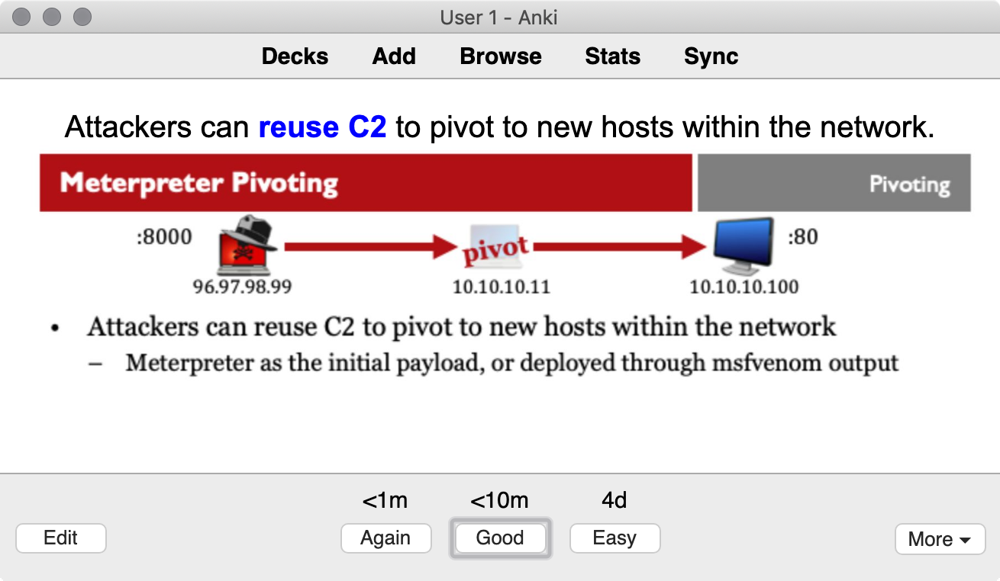 User 1 - Anki
Decks Add Browse Stats Sync
Attackers can reuse C2 to pivot to new hosts within the network.
Meterpreter Pivoting Pivoting
:8000 pivot :80
96.97.98.99 10.10.10.11 10.10.10.100
• Attackers can reuse C2 to pivot to new hosts within the network
– Meterpreter as the initial payload, or deployed through msfvenom output
<1m <10m 4d
Edit Again Good Easy More